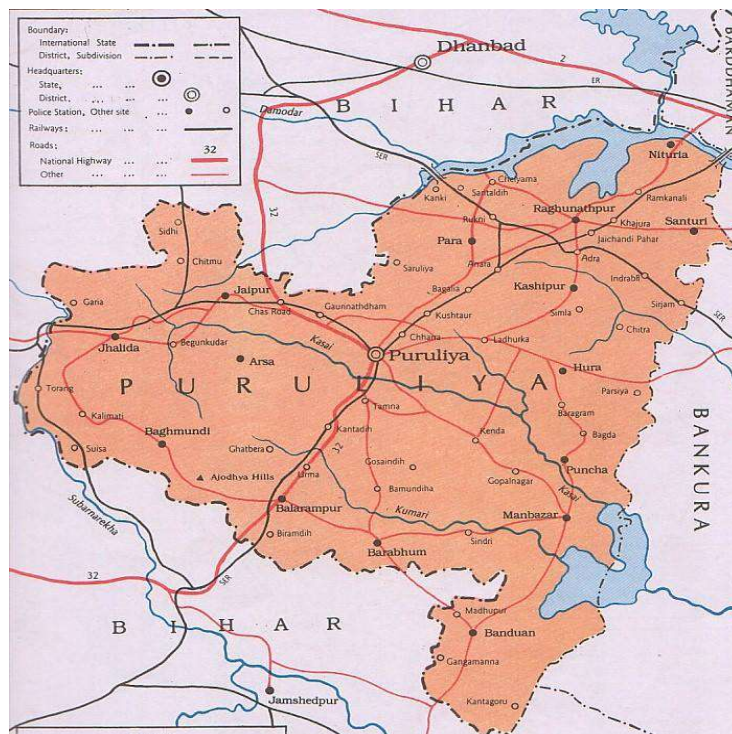 Boundary:
International State
District, Subdivision
Headquarters:
State, ... ...
District. ... ...
Police Station, Other site ...
Railways: ... ... ...
Roads: 32
National Highway ... ...
Other ... ... ...
Dhanbad
2
ER
BARDDHAMAN
BIHAR
Damodar
SER
Nituria
Chelyama
Santaldih
Kanki
Ramkanali
Rukni
Raghunathpur
Khajura
Santuri
32
Sidhi
Para
Jaichandi Pahar
Chitmu
Saruliya
Anara
Adra
Indrabil
Jaipur
Bagalia
Kashipur
Garia
Chas Road
Gaunnathdham
Kushtaur
Simla
Sirjam
SER
Jhalida
Begunkudar
Kasai
Chharra
Ladhurka
Chitra
Arsa
Puruliya
Hura
PURULIYA
Torang
Parsiya
Kalimati
Tamna
Baragram
Baghmundi
Kantadih
Kenda
Bagda
Suisa
Ghatbera
32
Gosaindih
Puncha
BANKURA
Ajodhya Hills
Urma
Bamundiha
Gopalnagar
Kasai
Subarnarekha
Balarampur
Kumari
Manbazar
Biramdih
Barabhum
Sindri
32
SER
BIHAR
Madhupur
Banduan
Gangamanna
Jamshedpur
Kantagoru